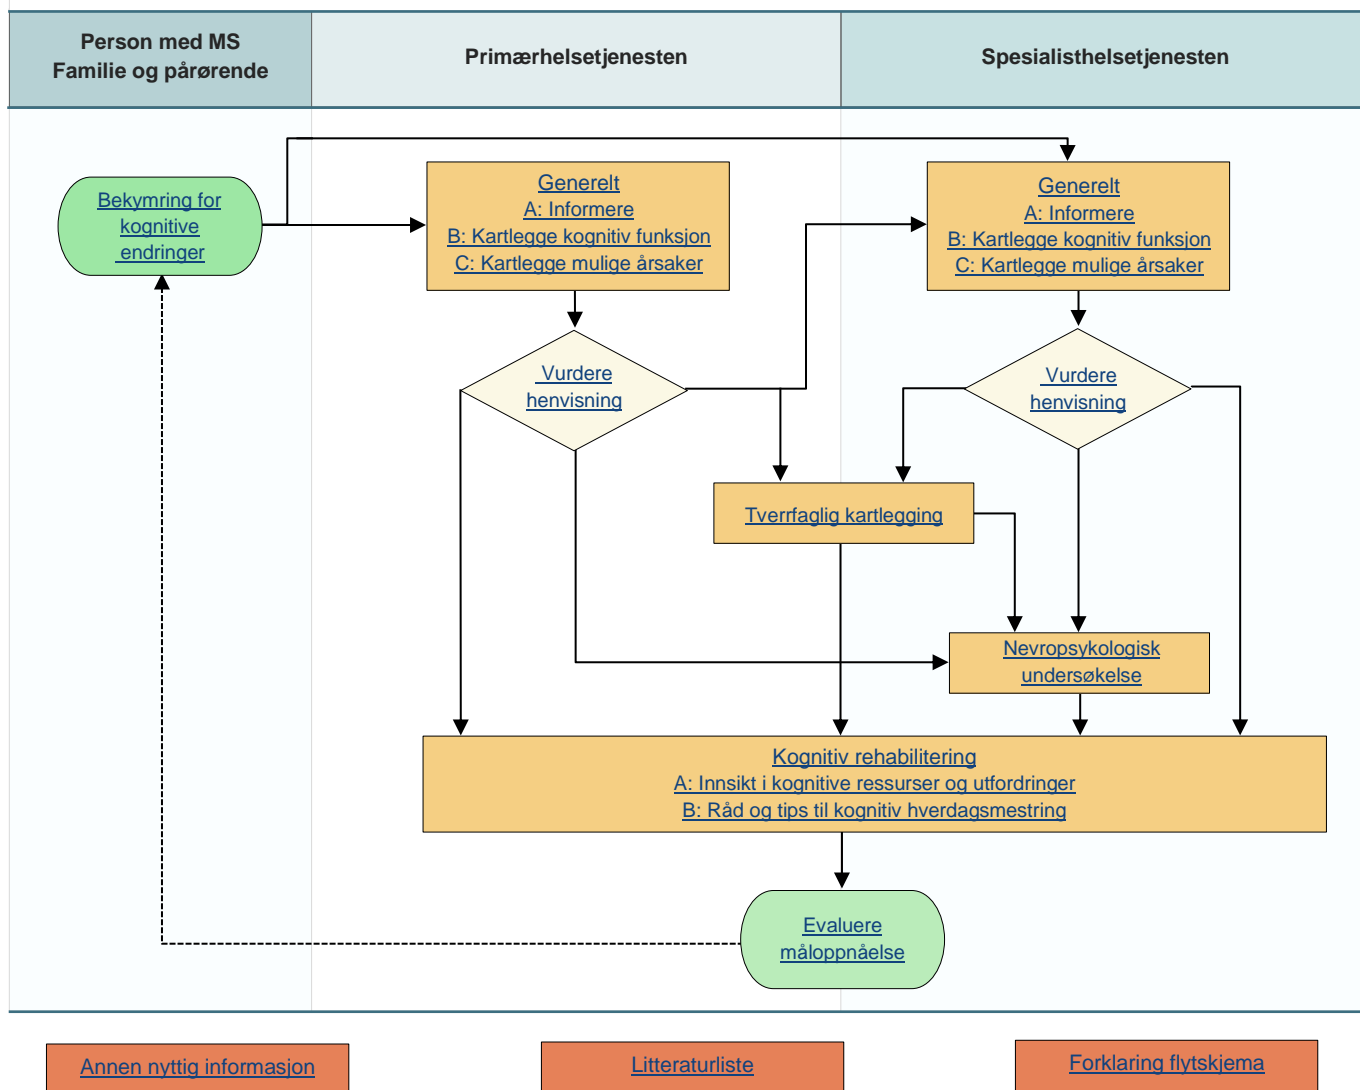 Person med MS
Familie og pårørende
Primærhelsetjenesten
Spesialisthelsetjenesten
Bekymring for
kognitive
endringer
Generelt
A: Informere
B: Kartlegge kognitiv funksjon
C: Kartlegge mulige årsaker
Generelt
A: Informere
B: Kartlegge kognitiv funksjon
C: Kartlegge mulige årsaker
Vurdere
henvisning
Vurdere
henvisning
Tverrfaglig kartlegging
Nevropsykologisk
undersøkelse
Kognitiv rehabilitering
A: Innsikt i kognitive ressurser og utfordringer
B: Råd og tips til kognitiv hverdagsmestring
Evaluere
måloppnåelse
Annen nyttig informasjon
Litteraturliste
Forklaring flytskjema